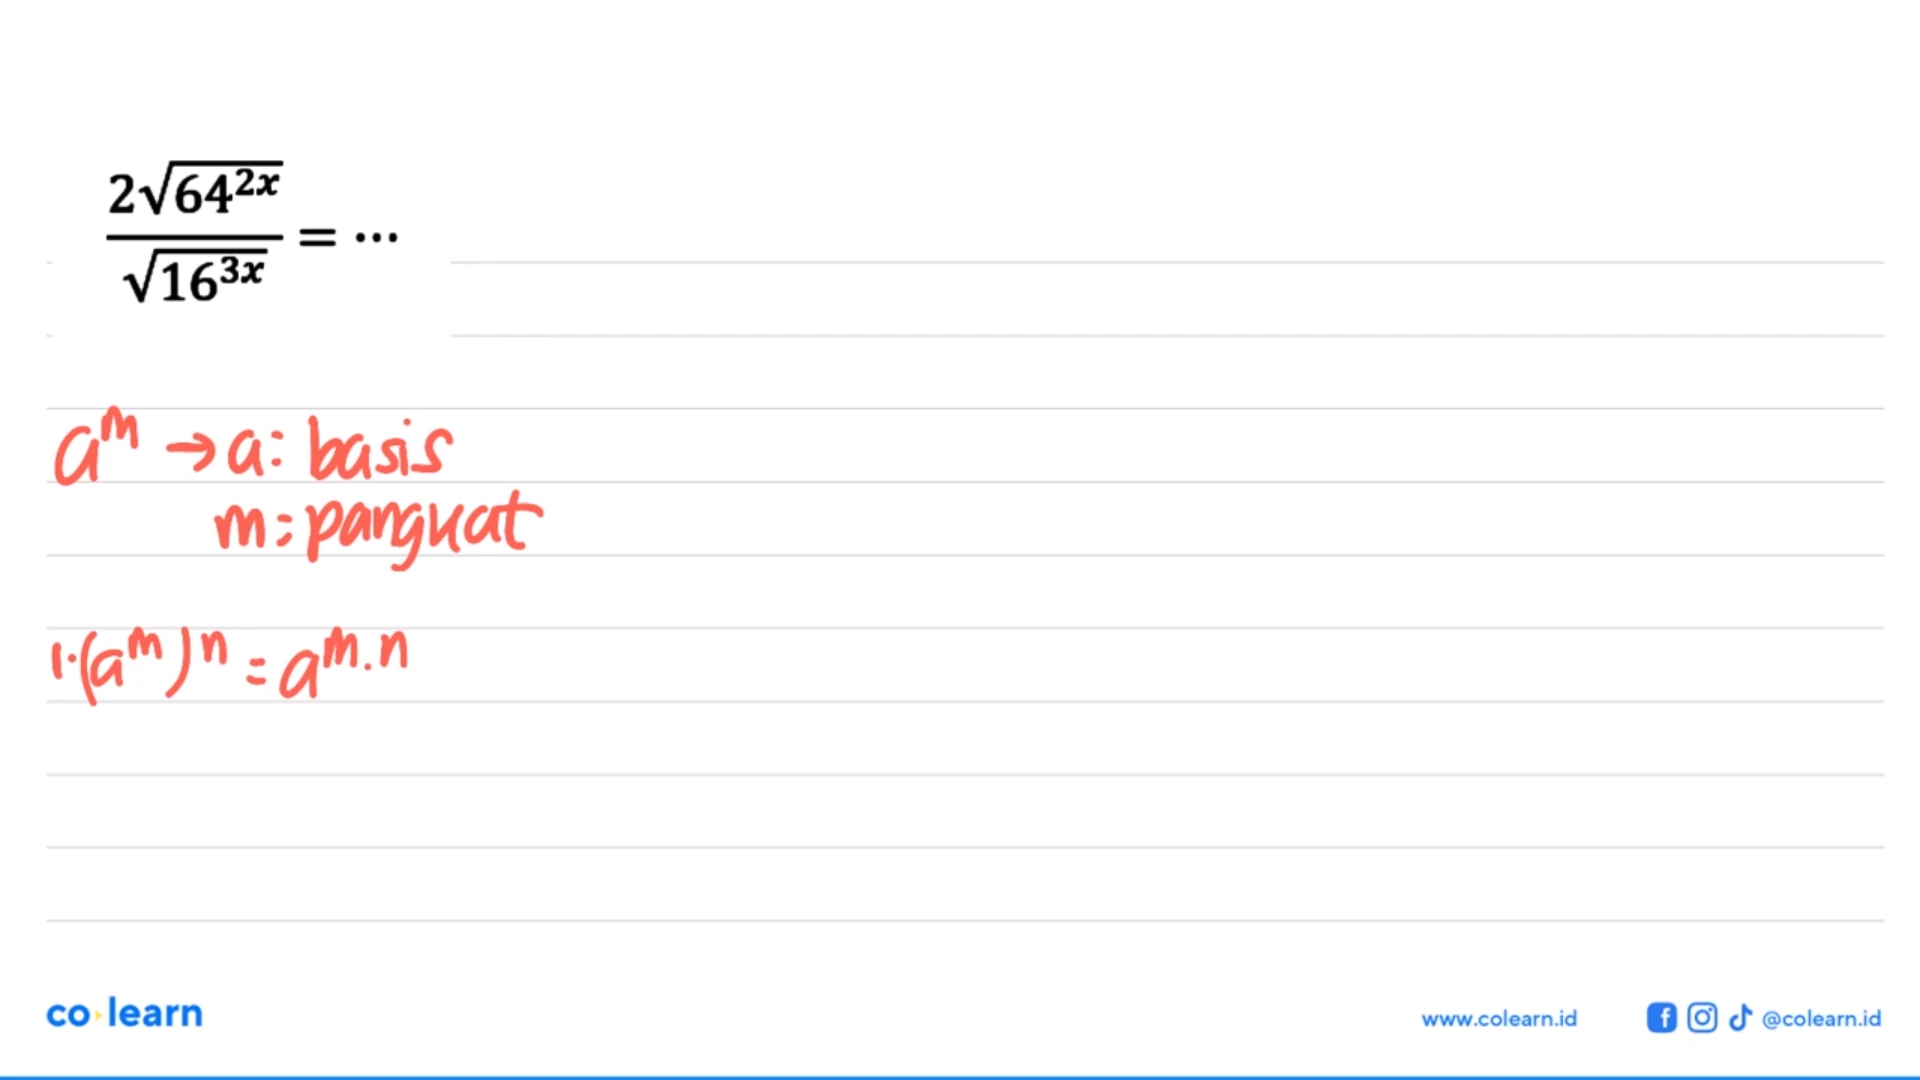 2√64^{2x} / √16^{3x} = ...
a^m → a: basis
m: pangkat
1. (a^m)^n = a^{m.n}
co learn
www.colearn.id
@colearn.id